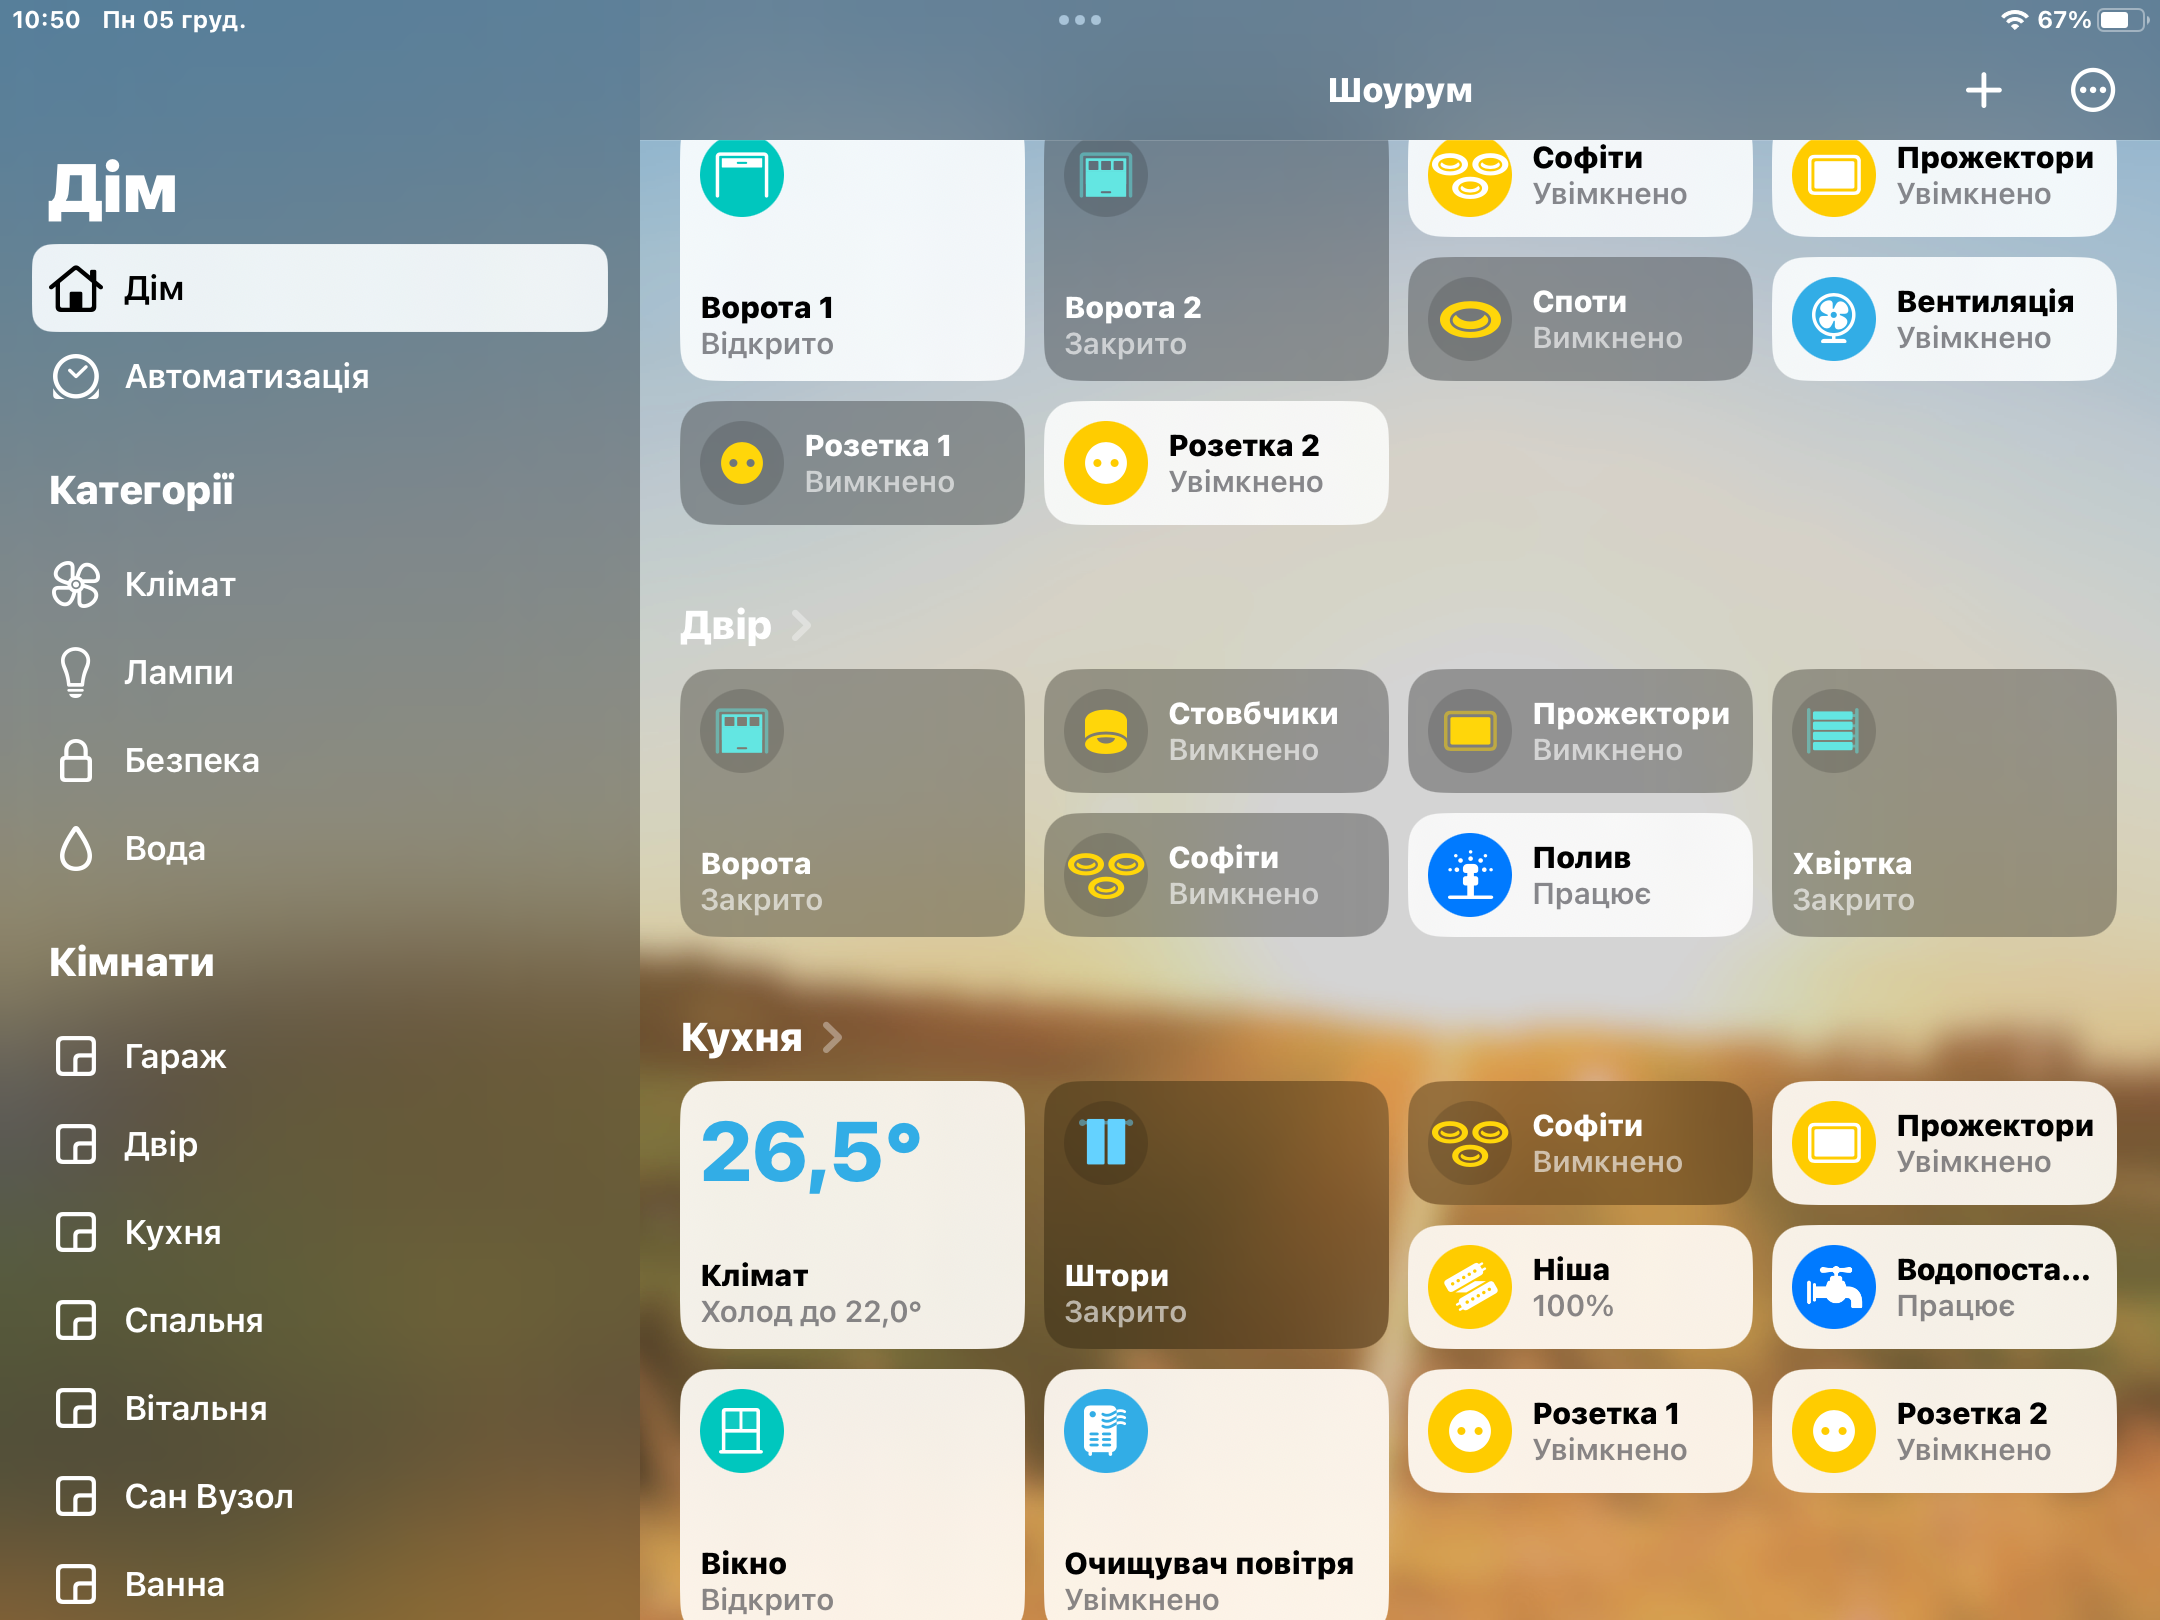 10:50 Пн 05 груд.
67%
Дім
Дім
Автоматизація
Категорії
Клімат
Лампи
Безпека
Вода
Кімнати
Гараж
Двір
Кухня
Спальня
Вітальня
Сан Вузол
Ванна
Шоурум
Ворота 1
Відкрито
Ворота 2
Закрито
Софіти
Увімкнено
Прожектори
Увімкнено
Споти
Вимкнено
Вентиляція
Увімкнено
Розетка 1
Вимкнено
Розетка 2
Увімкнено
Двір
Ворота
Закрито
Стовбчики
Вимкнено
Прожектори
Вимкнено
Хвіртка
Закрито
Софіти
Вимкнено
Полив
Працює
Кухня
26,5°
Клімат
Холод до 22,0°
Штори
Закрито
Софіти
Вимкнено
Прожектори
Увімкнено
Ніша
100%
Водопоста...
Працює
Вікно
Відкрито
Очищувач повітря
Увімкнено
Розетка 1
Увімкнено
Розетка 2
Увімкнено